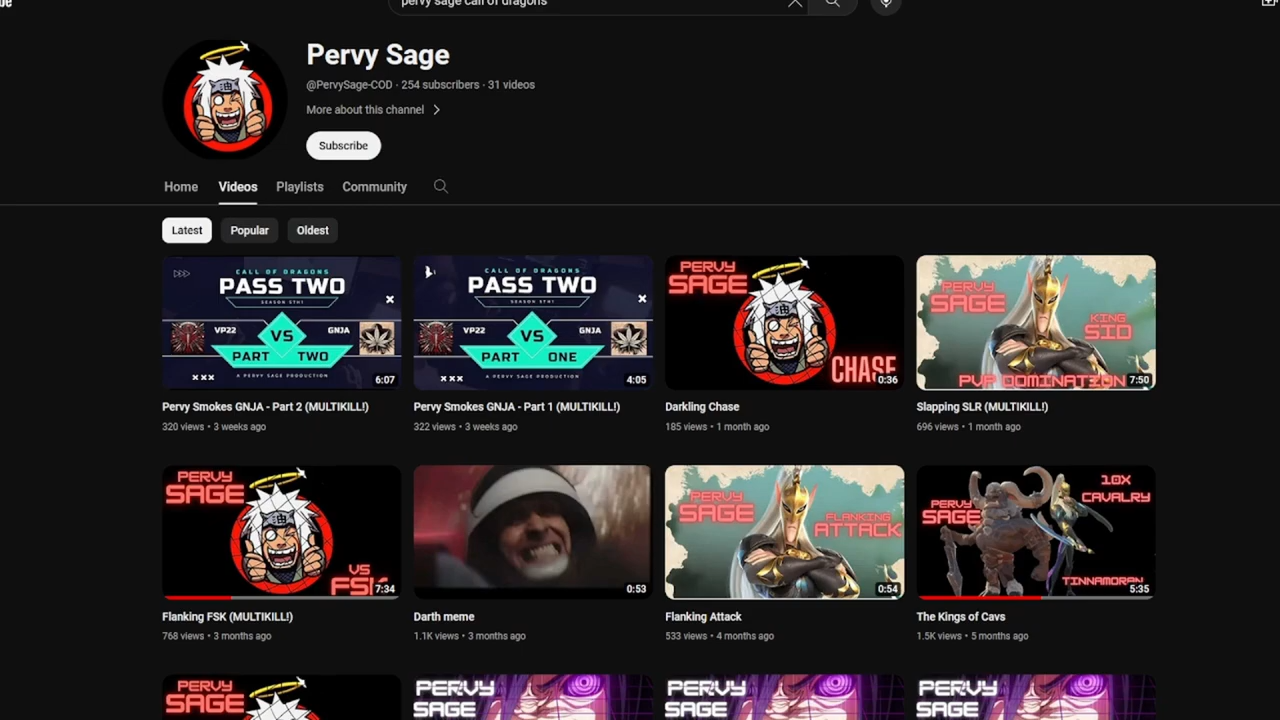 pervy sage call of dragons
Pervy Sage
@PervySage-COD · 254 subscribers · 31 videos
More about this channel
Subscribe
Home Videos Playlists Community
Latest Popular Oldest
CALL OF DRAGONS
PASS TWO
SEASON 5TH1
VP22 VS GNJA
PART TWO
A PERVY SAGE PRODUCTION
6:07
CALL OF DRAGONS
PASS TWO
SEASON 5TH1
VP22 VS GNJA
PART ONE
A PERVY SAGE PRODUCTION
4:05
PERVY
SAGE
CHASE
0:36
PERVY
SAGE
KING
SID
PVP DOMINATION
7:50
Pervy Smokes GNJA - Part 2 (MULTIKILL!)
320 views • 3 weeks ago
Pervy Smokes GNJA - Part 1 (MULTIKILL!)
322 views • 3 weeks ago
Darkling Chase
185 views • 1 month ago
Slapping SLR (MULTIKILL!)
696 views • 1 month ago
PERVY
SAGE
VS
FSK
7:34
0:53
PERVY
SAGE
FLANKING
ATTACK
0:54
PERVY
SAGE
10X
CAVALRY
TINNAMORAN
5:35
Flanking FSK (MULTIKILL!)
768 views • 3 months ago
Darth meme
1.1K views • 3 months ago
Flanking Attack
533 views • 4 months ago
The Kings of Cavs
1.5K views • 5 months ago
PERVY
SAGE
PERVY
SAGE
PERVY
SAGE
PERVY
SAGE